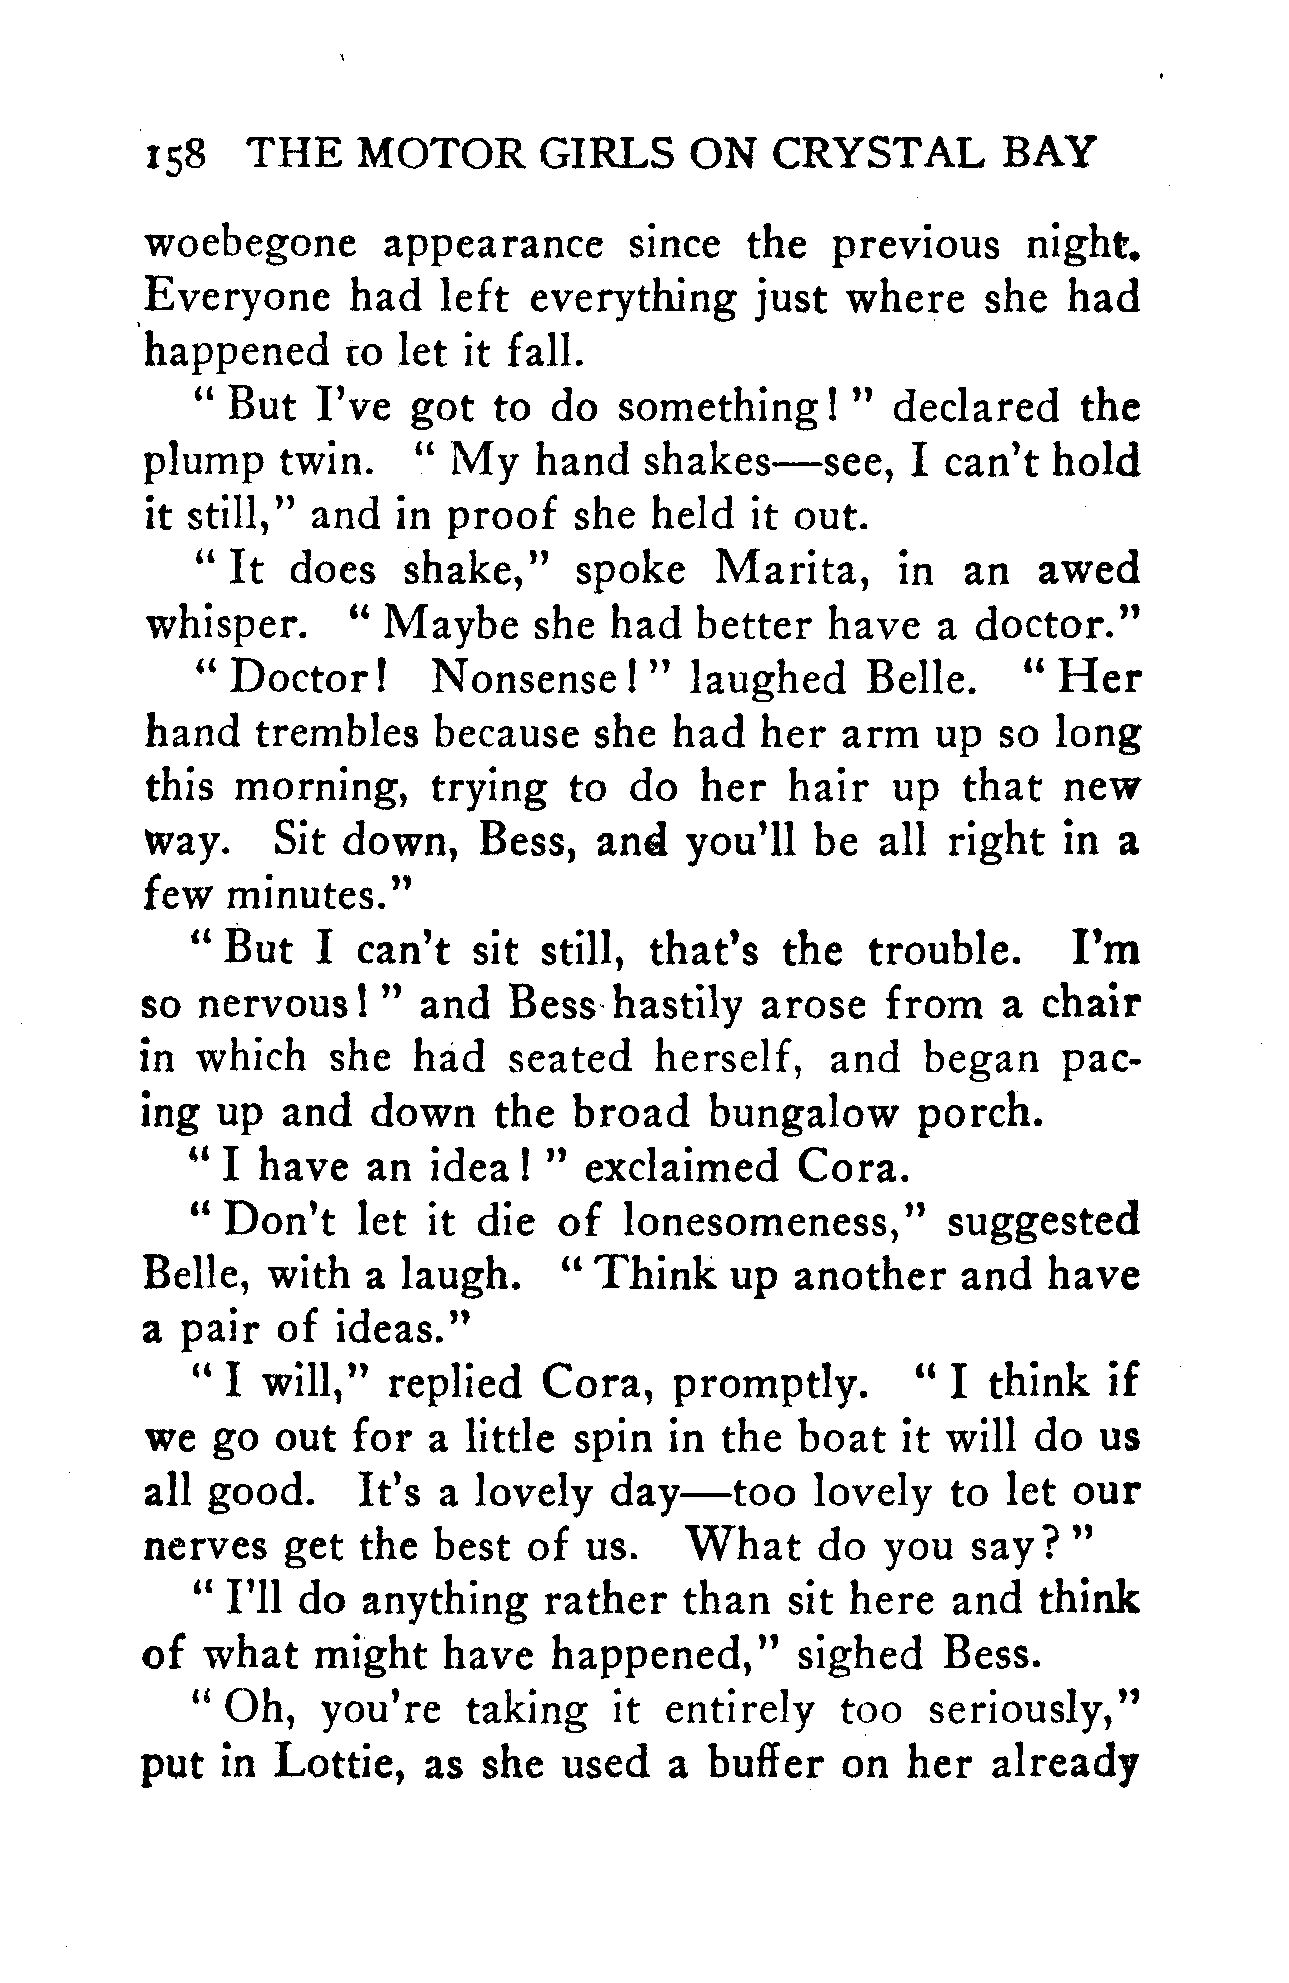 158 THE MOTOR GIRLS ON CRYSTAL BAY
woebegone appearance since the previous night.
Everyone had left everything just where she had
happened to let it fall.
“ But I’ve got to do something! ” declared the
plump twin. “ My hand shakes—see, I can’t hold
it still,” and in proof she held it out.
“ It does shake,” spoke Marita, in an awed
whisper. “ Maybe she had better have a doctor.”
“ Doctor! Nonsense! ” laughed Belle. “ Her
hand trembles because she had her arm up so long
this morning, trying to do her hair up that new
way. Sit down, Bess, and you’ll be all right in a
few minutes.”
“ But I can’t sit still, that’s the trouble. I’m
so nervous! ” and Bess hastily arose from a chair
in which she had seated herself, and began pac-
ing up and down the broad bungalow porch.
“ I have an idea! ” exclaimed Cora.
“ Don’t let it die of lonesomeness,” suggested
Belle, with a laugh. “ Think up another and have
a pair of ideas.”
“ I will,” replied Cora, promptly. “ I think if
we go out for a little spin in the boat it will do us
all good. It’s a lovely day—too lovely to let our
nerves get the best of us. What do you say? ”
“ I’ll do anything rather than sit here and think
of what might have happened,” sighed Bess.
“ Oh, you’re taking it entirely too seriously,”
put in Lottie, as she used a buffer on her already